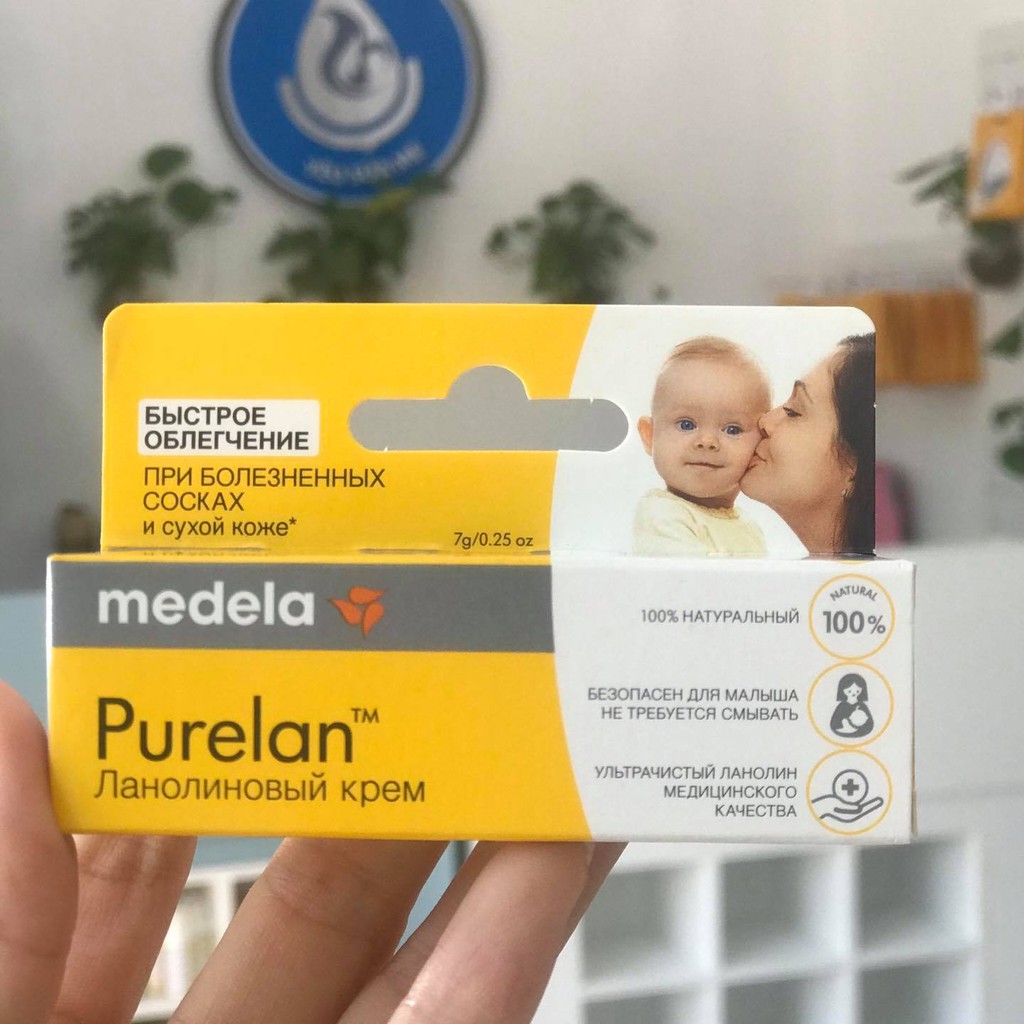 БЫСТРОЕ
ОБЛЕГЧЕНИЕ
ПРИ БОЛЕЗНЕННЫХ
СОСКАХ
и сухой коже*
7g/0.25 oz
medela
Purelan™
Ланолиновый крем
100% НАТУРАЛЬНЫЙ
NATURAL
100%
БЕЗОПАСЕН ДЛЯ МАЛЫША
НЕ ТРЕБУЕТСЯ СМЫВАТЬ
УЛЬТРАЧИСТЫЙ ЛАНОЛИН
МЕДИЦИНСКОГО
КАЧЕСТВА